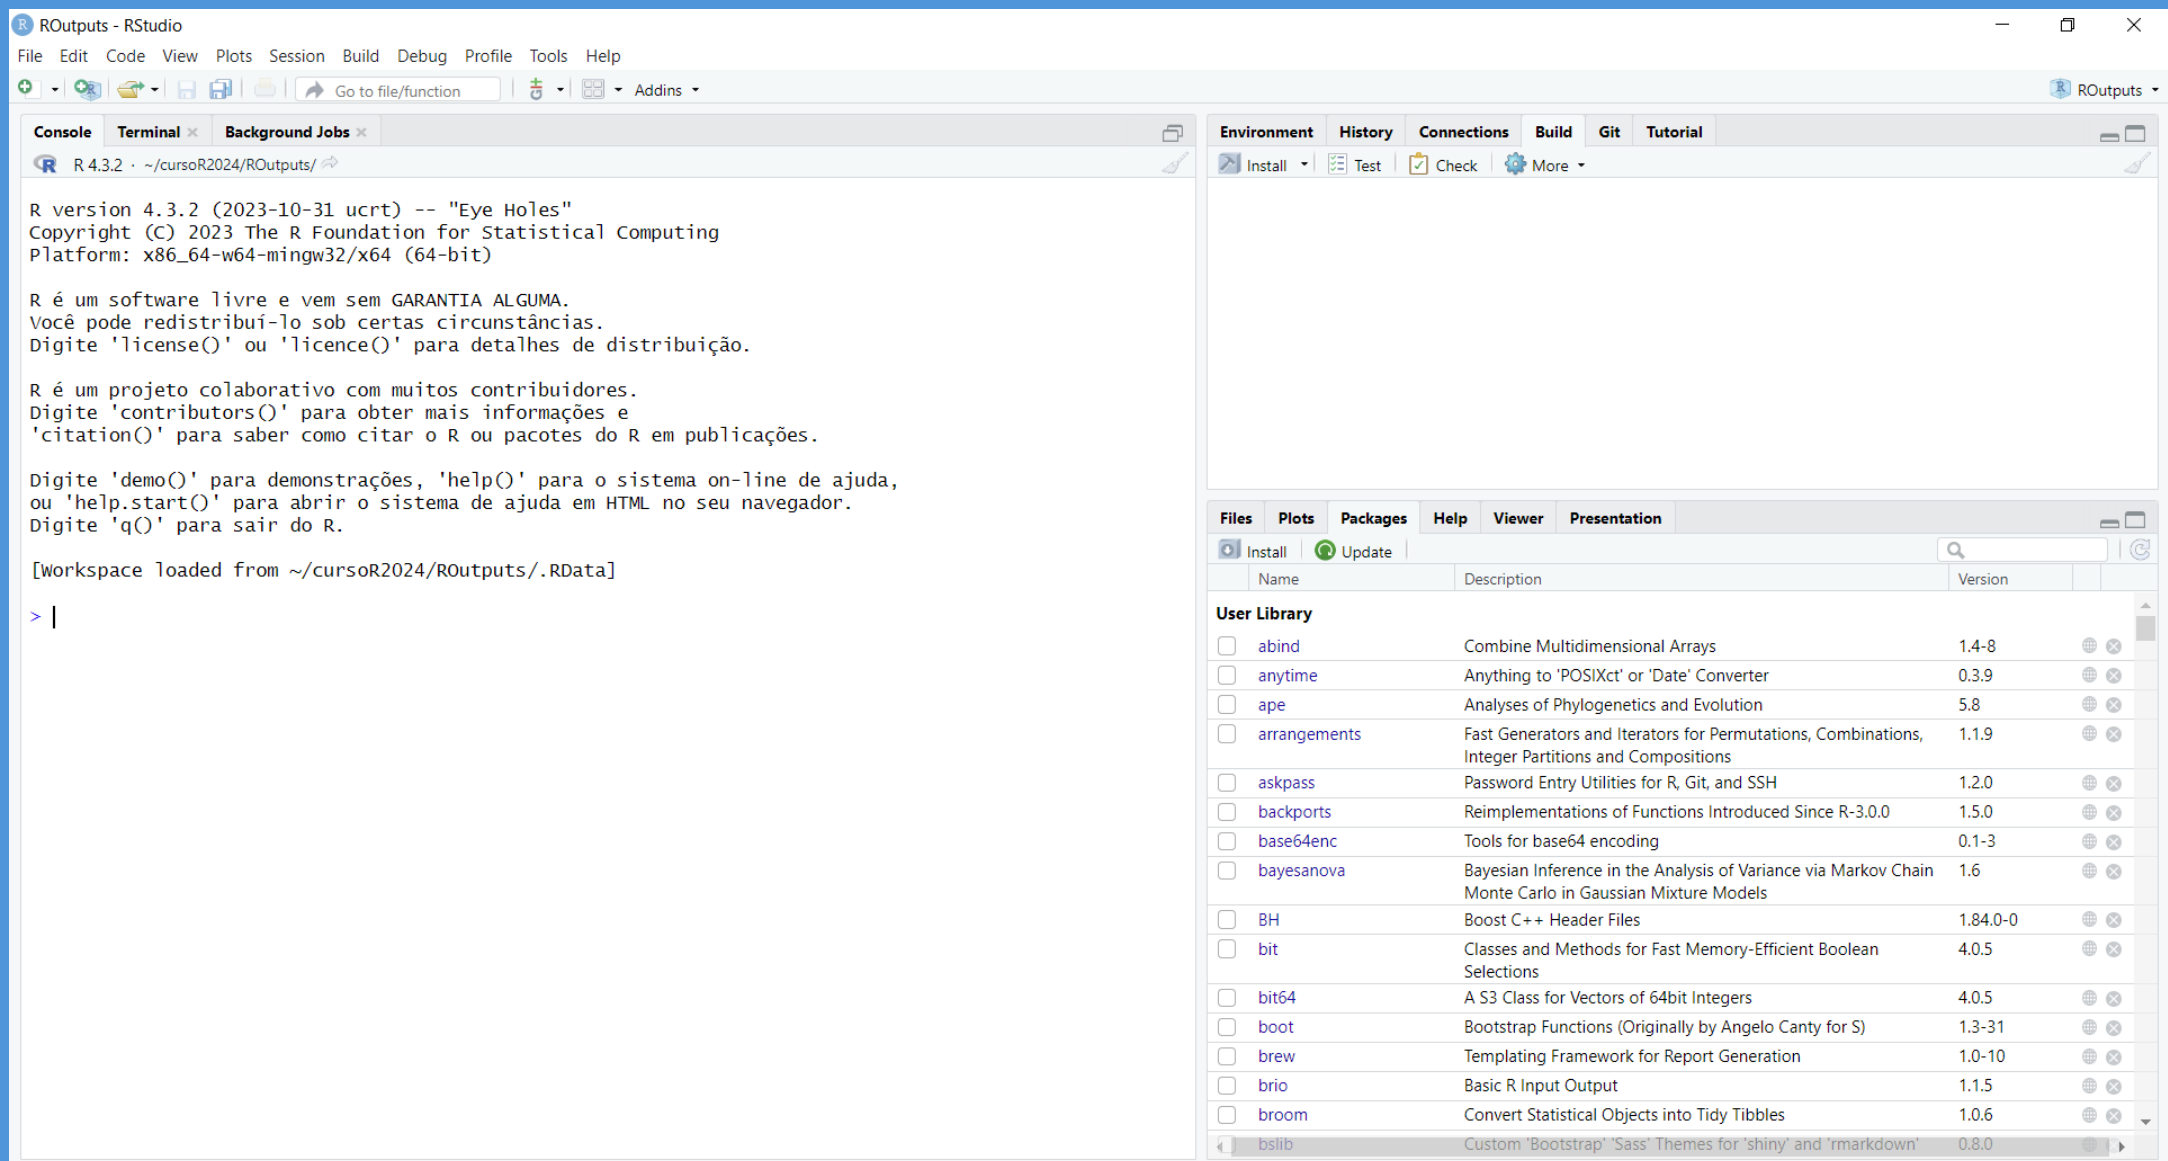 ROutputs - RStudio
File Edit Code View Plots Session Build Debug Profile Tools Help
Go to file/function Addins ROutputs
Console Terminal Background Jobs
R 4.3.2 · ~/cursoR2024/ROutputs/
R version 4.3.2 (2023-10-31 ucrt) -- "Eye Holes"
Copyright (C) 2023 The R Foundation for Statistical Computing
Platform: x86_64-w64-mingw32/x64 (64-bit)
R é um software livre e vem sem GARANTIA ALGUMA.
Você pode redistribuí-lo sob certas circunstâncias.
Digite 'license()' ou 'licence()' para detalhes de distribuição.
R é um projeto colaborativo com muitos contribuidores.
Digite 'contributors()' para obter mais informações e
'citation()' para saber como citar o R ou pacotes do R em publicações.
Digite 'demo()' para demonstrações, 'help()' para o sistema on-line de ajuda,
ou 'help.start()' para abrir o sistema de ajuda em HTML no seu navegador.
Digite 'q()' para sair do R.
[Workspace loaded from ~/cursoR2024/ROutputs/.RData]
>
Environment History Connections Build Git Tutorial
Install Test Check More
Files Plots Packages Help Viewer Presentation
Install Update
Name Description Version
User Library
abind Combine Multidimensional Arrays 1.4-8
anytime Anything to 'POSIXct' or 'Date' Converter 0.3.9
ape Analyses of Phylogenetics and Evolution 5.8
arrangements Fast Generators and Iterators for Permutations, Combinations, 1.1.9
Integer Partitions and Compositions
askpass Password Entry Utilities for R, Git, and SSH 1.2.0
backports Reimplementations of Functions Introduced Since R-3.0.0 1.5.0
base64enc Tools for base64 encoding 0.1-3
bayesanova Bayesian Inference in the Analysis of Variance via Markov Chain 1.6
Monte Carlo in Gaussian Mixture Models
BH Boost C++ Header Files 1.84.0-0
bit Classes and Methods for Fast Memory-Efficient Boolean 4.0.5
Selections
bit64 A S3 Class for Vectors of 64bit Integers 4.0.5
boot Bootstrap Functions (Originally by Angelo Canty for S) 1.3-31
brew Templating Framework for Report Generation 1.0-10
brio Basic R Input Output 1.1.5
broom Convert Statistical Objects into Tidy Tibbles 1.0.6
bslib Custom 'Bootstrap' 'Sass' Themes for 'shiny' and 'rmarkdown' 0.8.0